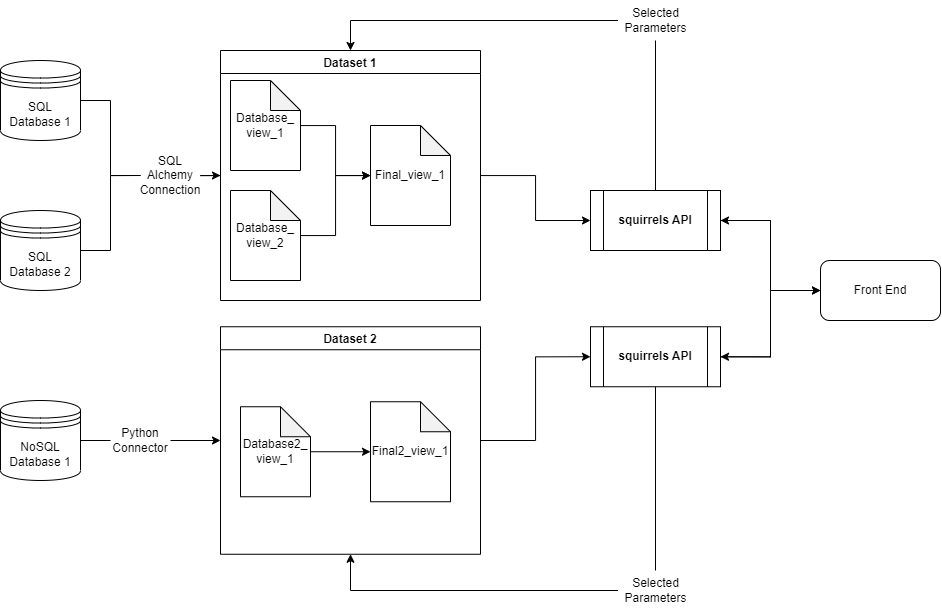 Selected
Parameters
Dataset 1
SQL
Database 1
Database_
view_1
Final_view_1
SQL
Alchemy
Connection
Database_
view_2
SQL
Database 2
squirrels API
Front End
Dataset 2
squirrels API
NoSQL
Database 1
Python
Connector
Database2_
view_1
Final2_view_1
Selected
Parameters